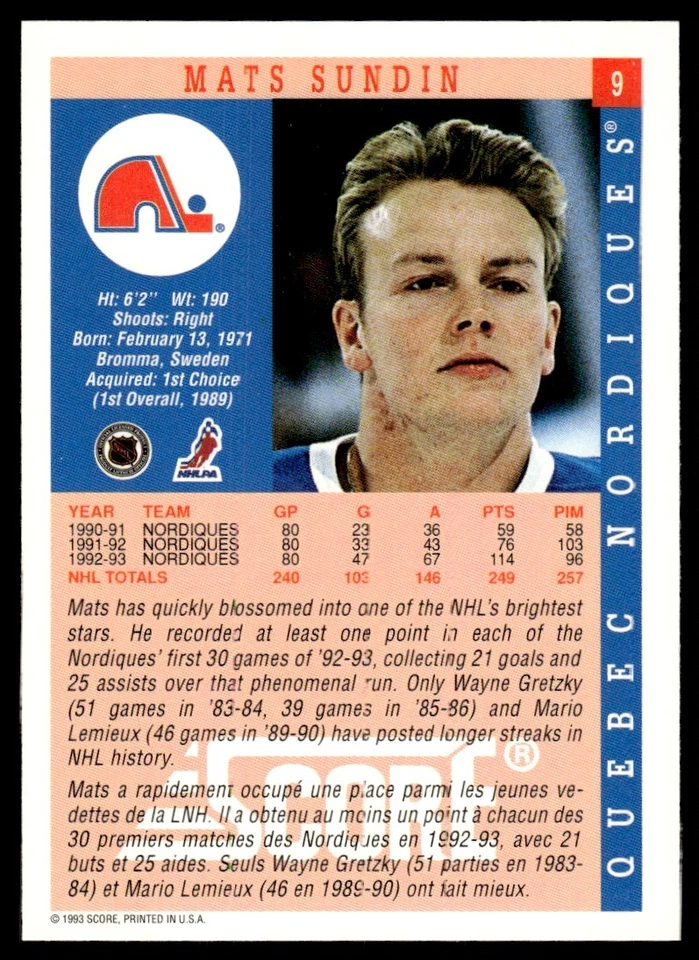 MATS SUNDIN
9
QUEBEC NORDIQUES®
®
Ht: 6'2'' Wt: 190
Shoots: Right
Born: February 13, 1971
Bromma, Sweden
Acquired: 1st Choice
(1st Overall, 1989)
NHL
NHLPA
YEAR TEAM GP G A PTS PIM
1990-91 NORDIQUES 80 23 36 59 58
1991-92 NORDIQUES 80 33 43 76 103
1992-93 NORDIQUES 80 47 67 114 96
NHL TOTALS 240 103 146 249 257
Mats has quickly blossomed into one of the NHL's brightest
stars. He recorded at least one point in each of the
Nordiques' first 30 games of '92-93, collecting 21 goals and
25 assists over that phenomenal run. Only Wayne Gretzky
(51 games in '83-84, 39 games in '85-86) and Mario
Lemieux (46 games in '89-90) have posted longer streaks in
NHL history.
Mats a rapidement occupé une place parmi les jeunes ve-
dettes de la LNH. Il a obtenu au moins un point à chacun des
30 premiers matches des Nordiques en 1992-93, avec 21
buts et 25 aides. Seuls Wayne Gretzky (51 parties en 1983-
84) et Mario Lemieux (46 en 1989-90) ont fait mieux.
SCORE®
© 1993 SCORE, PRINTED IN U.S.A.